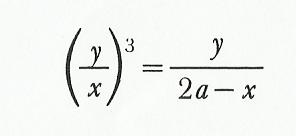 (y/x)³ = y/(2a − x)